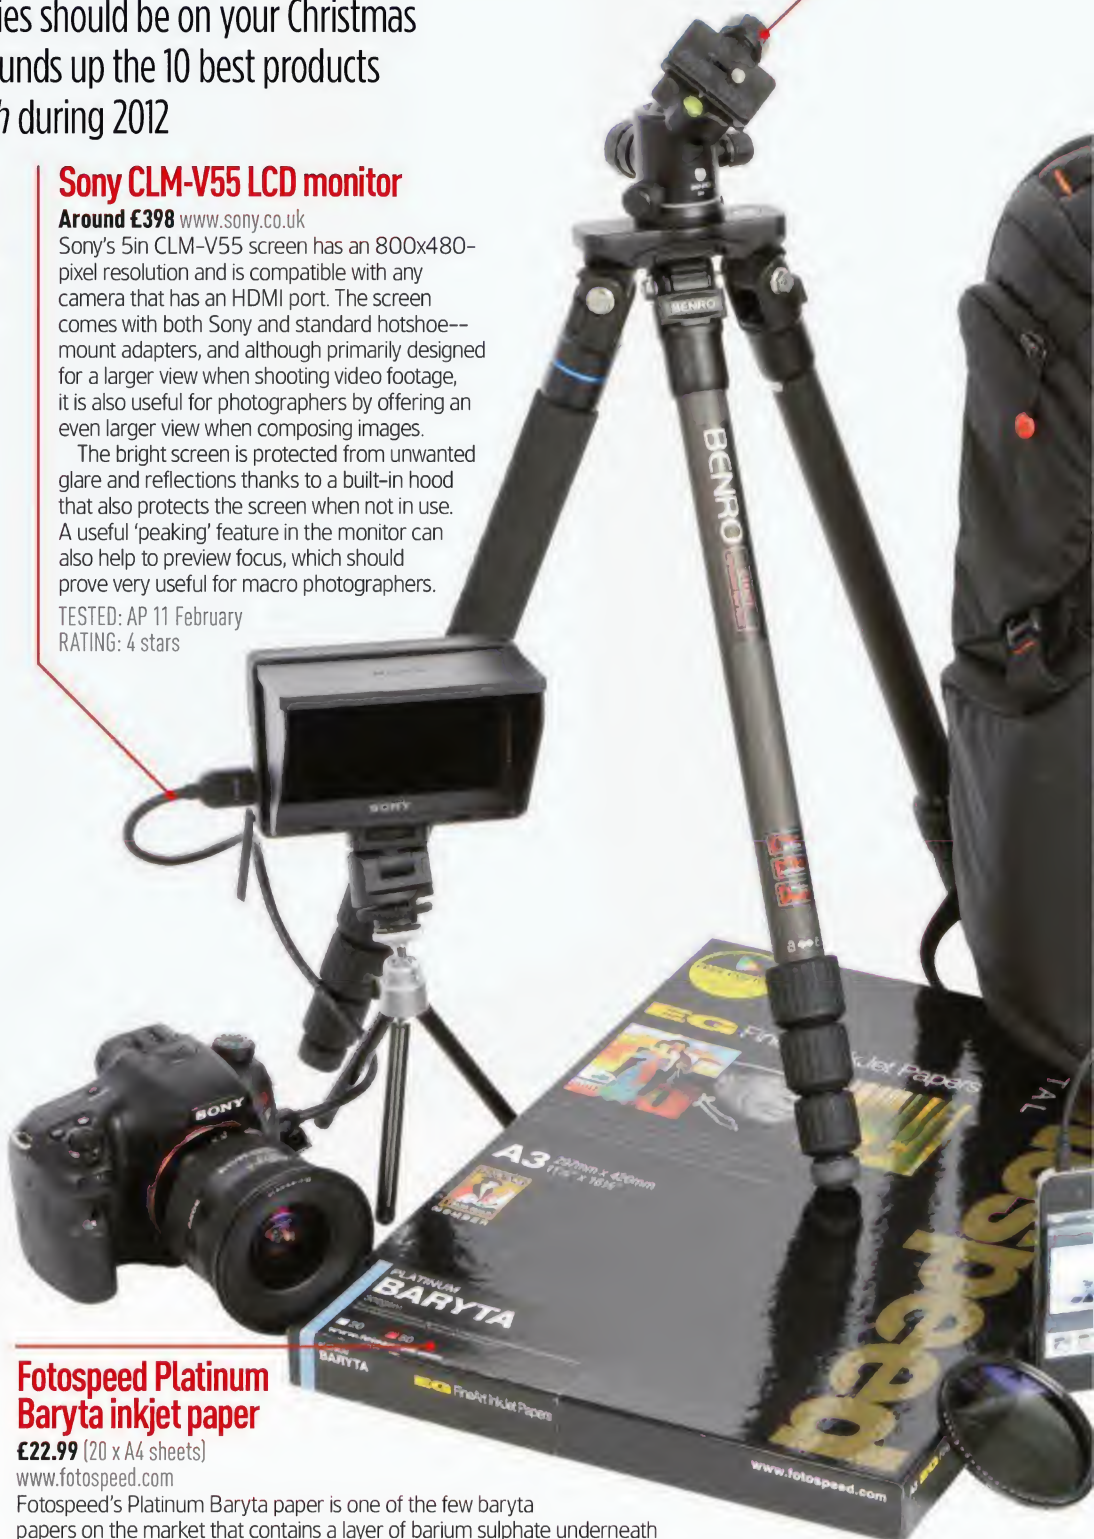 ies should be on your Christmas
unds up the 10 best products
h during 2012
Sony CLM-V55 LCD monitor
Around £398 www.sony.co.uk
Sony's 5in CLM-V55 screen has an 800x480-
pixel resolution and is compatible with any
camera that has an HDMI port. The screen
comes with both Sony and standard hotshoe--
mount adapters, and although primarily designed
for a larger view when shooting video footage,
it is also useful for photographers by offering an
even larger view when composing images.
The bright screen is protected from unwanted
glare and reflections thanks to a built-in hood
that also protects the screen when not in use.
A useful 'peaking' feature in the monitor can
also help to preview focus, which should
prove very useful for macro photographers.
TESTED: AP 11 February
RATING: 4 stars
BENRO
BENRO
SONY
SONY
EG Fine kJet Papers
A3 297mm x 420mm
PLATINUM
BARYTA
BARYTA
EG FineArt InkJet Papers
fotospeed
www.fotospeed.com
Fotospeed Platinum
Baryta inkjet paper
£22.99 (20 x A4 sheets)
www.fotospeed.com
Fotospeed's Platinum Baryta paper is one of the few baryta
papers on the market that contains a layer of barium sulphate underneath